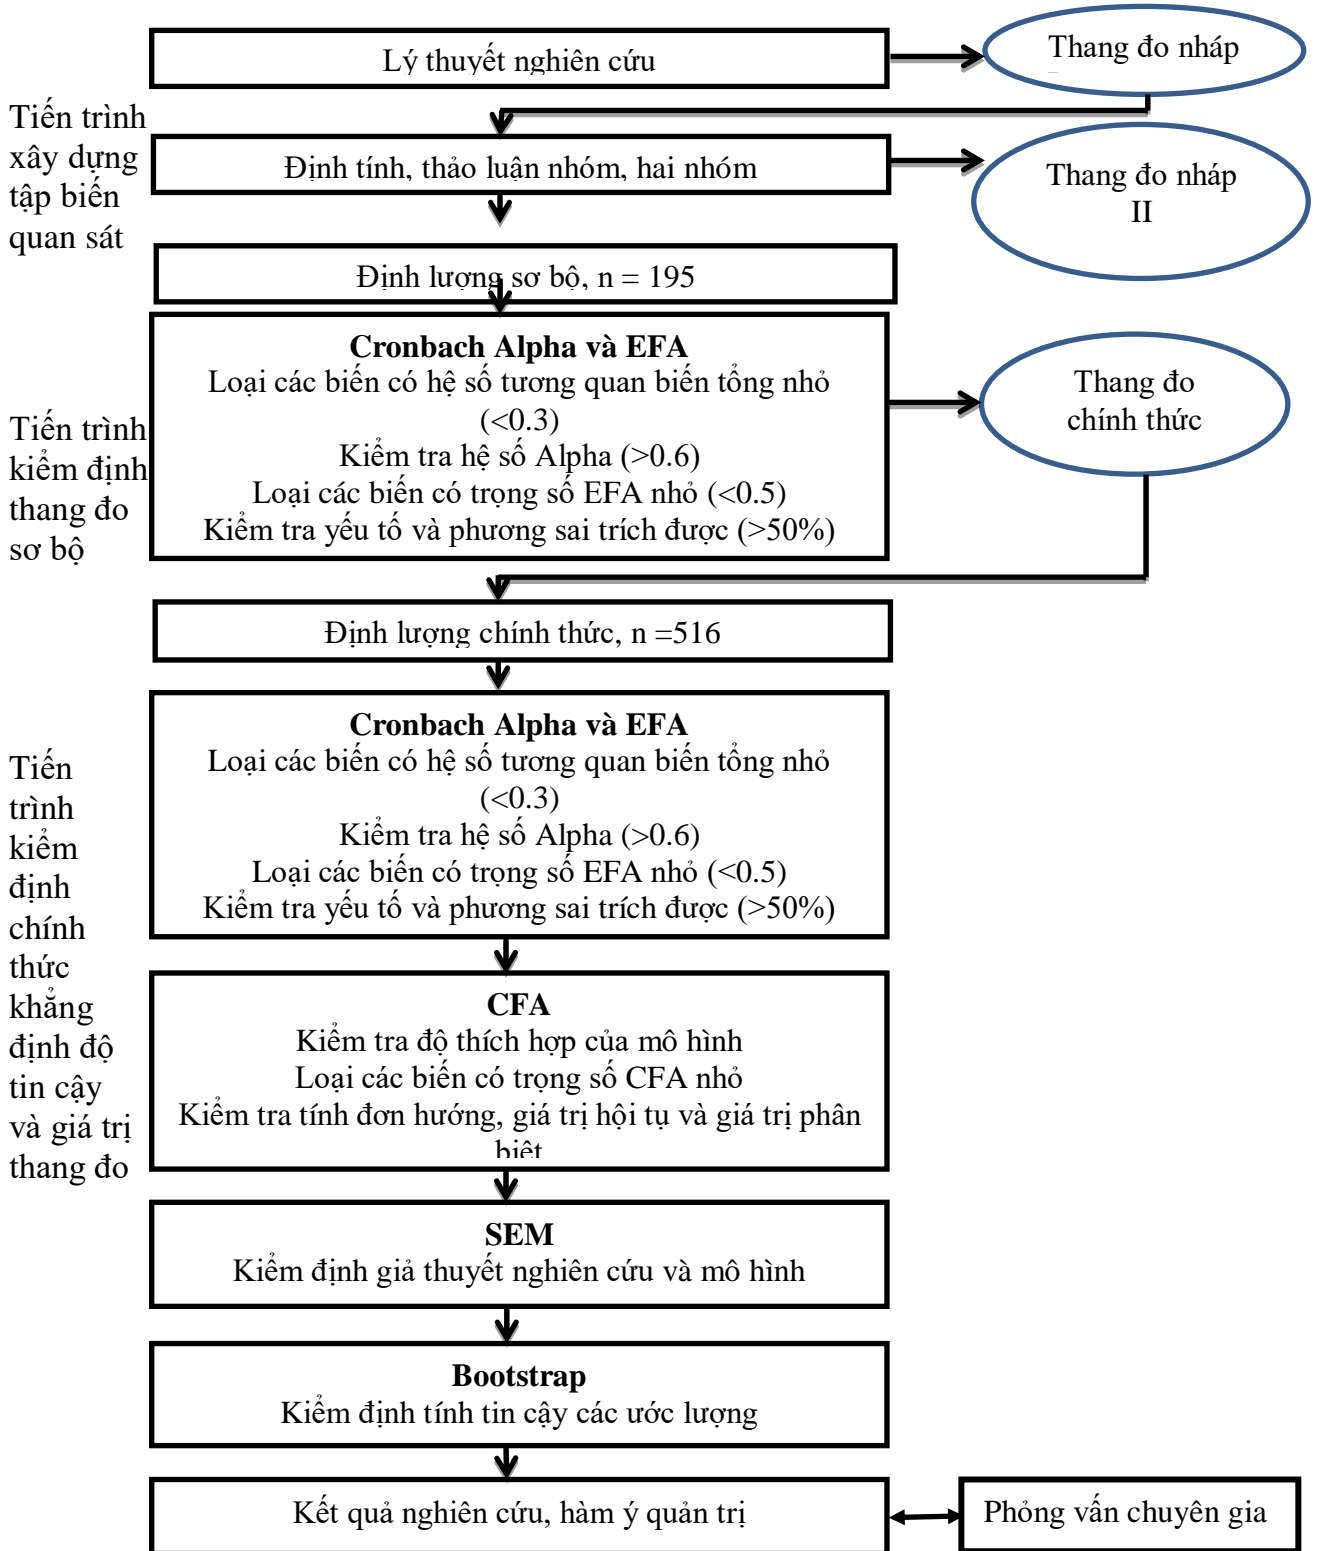 Lý thuyết nghiên cứu
Thang đo nháp
Tiến trình
xây dựng
tập biến
quan sát
Định tính, thảo luận nhóm, hai nhóm
Thang đo nháp
II
Định lượng sơ bộ, n = 195
Tiến trình
kiểm định
thang đo
sơ bộ
Cronbach Alpha và EFA
Loại các biến có hệ số tương quan biến tổng nhỏ
(<0.3)
Kiểm tra hệ số Alpha (>0.6)
Loại các biến có trọng số EFA nhỏ (<0.5)
Kiểm tra yếu tố và phương sai trích được (>50%)
Thang đo
chính thức
Định lượng chính thức, n =516
Tiến
trình
kiểm
định
chính
thức
khẳng
định độ
tin cậy
và giá trị
thang đo
Cronbach Alpha và EFA
Loại các biến có hệ số tương quan biến tổng nhỏ
(<0.3)
Kiểm tra hệ số Alpha (>0.6)
Loại các biến có trọng số EFA nhỏ (<0.5)
Kiểm tra yếu tố và phương sai trích được (>50%)
CFA
Kiểm tra độ thích hợp của mô hình
Loại các biến có trọng số CFA nhỏ
Kiểm tra tính đơn hướng, giá trị hội tụ và giá trị phân
biệt
SEM
Kiểm định giả thuyết nghiên cứu và mô hình
Bootstrap
Kiểm định tính tin cậy các ước lượng
Kết quả nghiên cứu, hàm ý quản trị
Phỏng vấn chuyên gia